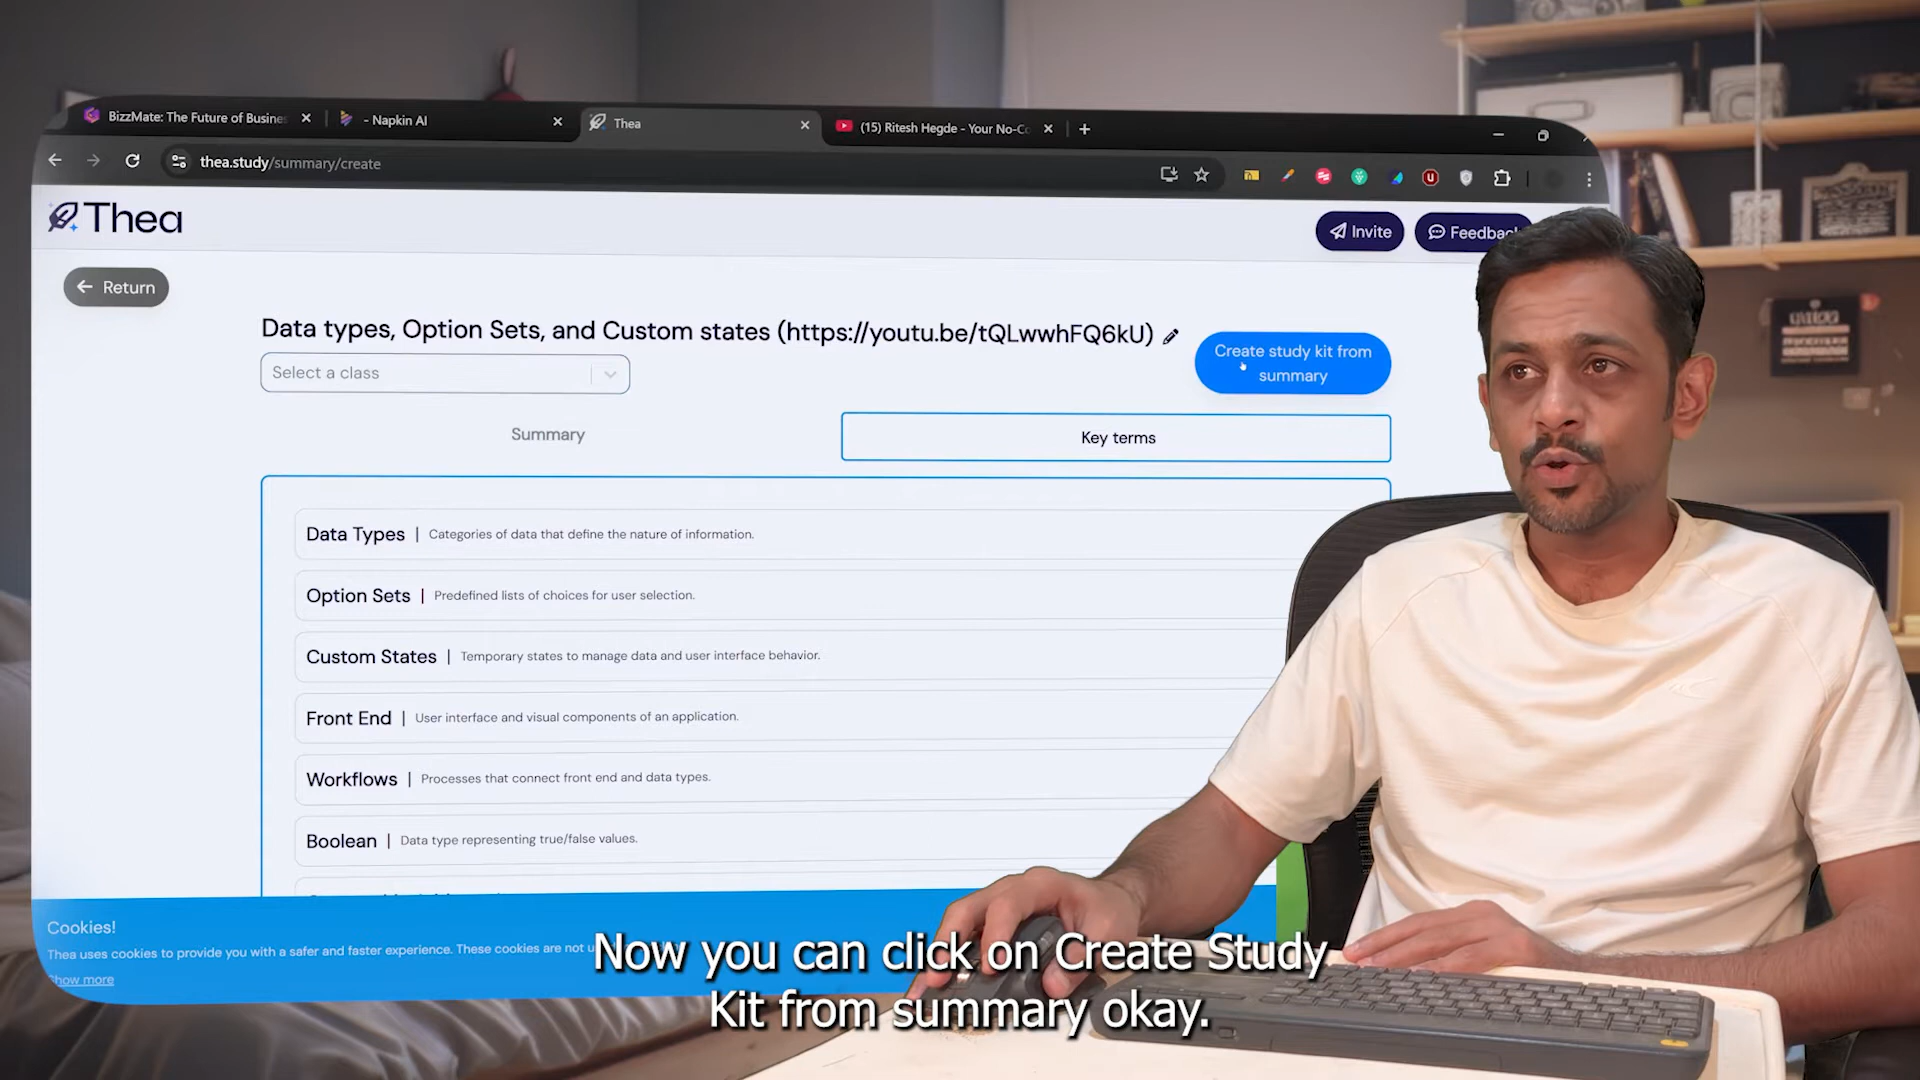 BizzMate: The Future of Busine
- Napkin AI
Thea
(15) Ritesh Hegde - Your No-Co
thea.study/summary/create
Thea
Invite
Feedback
Return
Data types, Option Sets, and Custom states (https://youtu.be/tQLwwhFQ6kU)
Select a class
Create study kit from
summary
Summary
Key terms
Data Types | Categories of data that define the nature of information.
Option Sets | Predefined lists of choices for user selection.
Custom States | Temporary states to manage data and user interface behavior.
Front End | User interface and visual components of an application.
Workflows | Processes that connect front end and data types.
Boolean | Data type representing true/false values.
Cookies!
Thea uses cookies to provide you with a safer and faster experience. These cookies are not u
Show more
Now you can click on Create Study
Kit from summary okay.